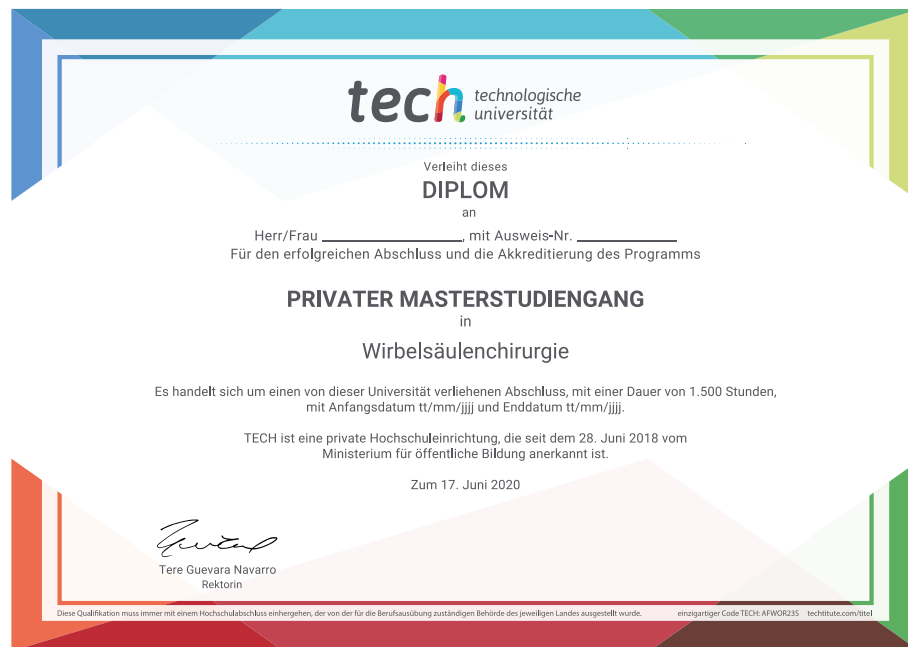 tech technologische
universität
Verleiht dieses
DIPLOM
an
Herr/Frau ____________, mit Ausweis-Nr. ____________
Für den erfolgreichen Abschluss und die Akkreditierung des Programms
PRIVATER MASTERSTUDIENGANG
in
Wirbelsäulenchirurgie
Es handelt sich um einen von dieser Universität verliehenen Abschluss, mit einer Dauer von 1.500 Stunden,
mit Anfangsdatum tt/mm/jjjj und Enddatum tt/mm/jjjj.
TECH ist eine private Hochschuleinrichtung, die seit dem 28. Juni 2018 vom
Ministerium für öffentliche Bildung anerkannt ist.
Zum 17. Juni 2020
Tere Guevara Navarro
Rektorin
Diese Qualifikation muss immer mit einem Hochschulabschluss einhergehen, der von der für die Berufsausübung zuständigen Behörde des jeweiligen Landes ausgestellt wurde. einzigartiger Code TECH: AFWOR23S techtitute.com/titel